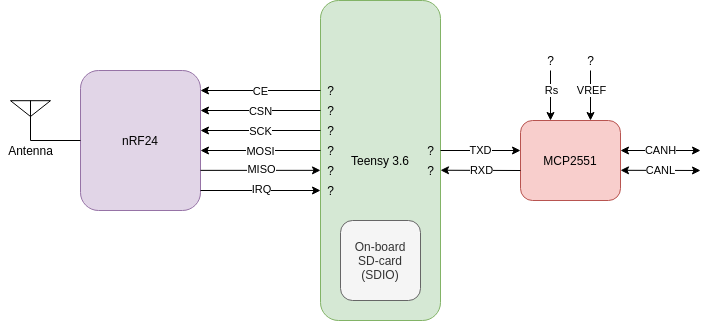 ? ?
CE ? Rs VREF
CSN ?
SCK ?
Antenna nRF24 MOSI ? Teensy 3.6 ? TXD MCP2551 CANH
MISO ? ? RXD CANL
IRQ ?
On-board
SD-card
(SDIO)